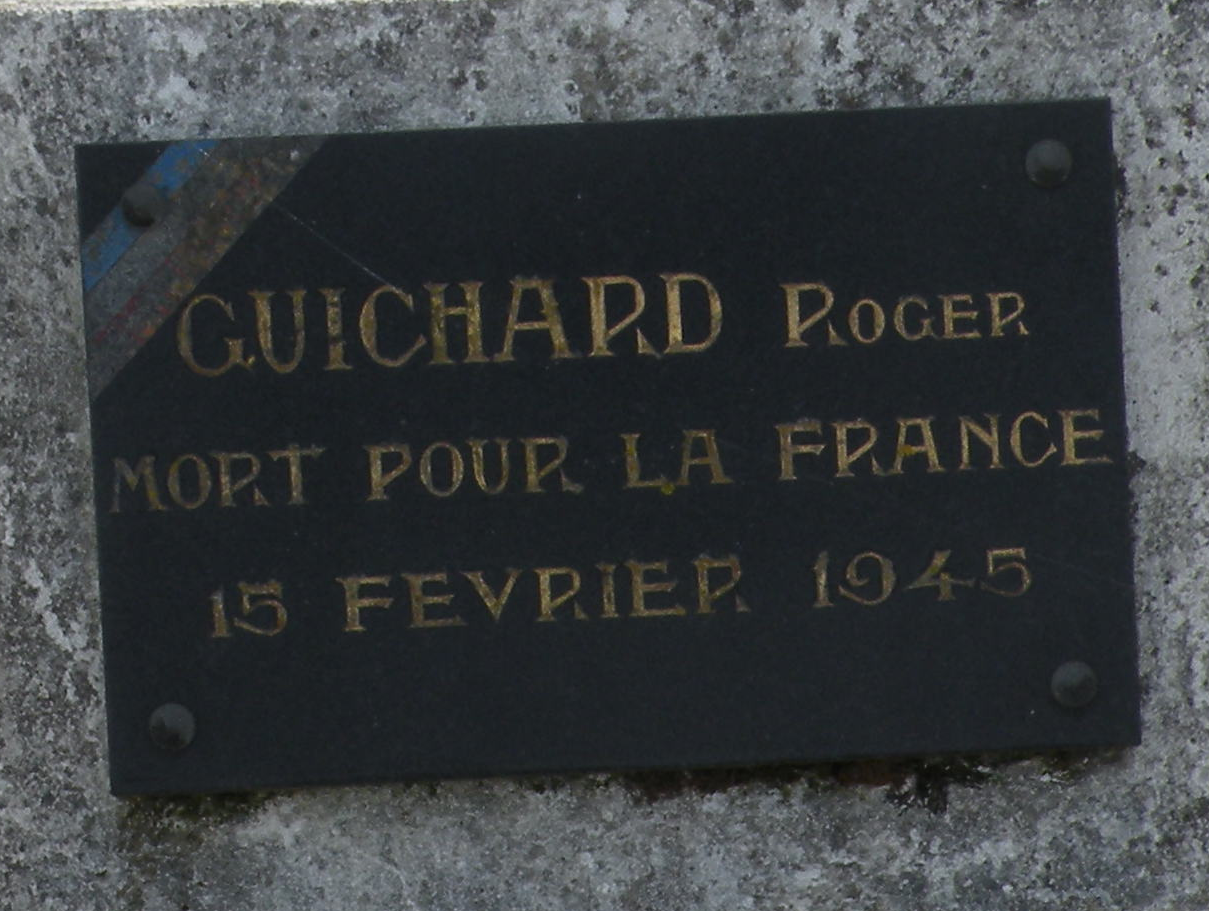 GUICHARD ROGER
MORT POUR LA FRANCE
15 FEVRIER 1945